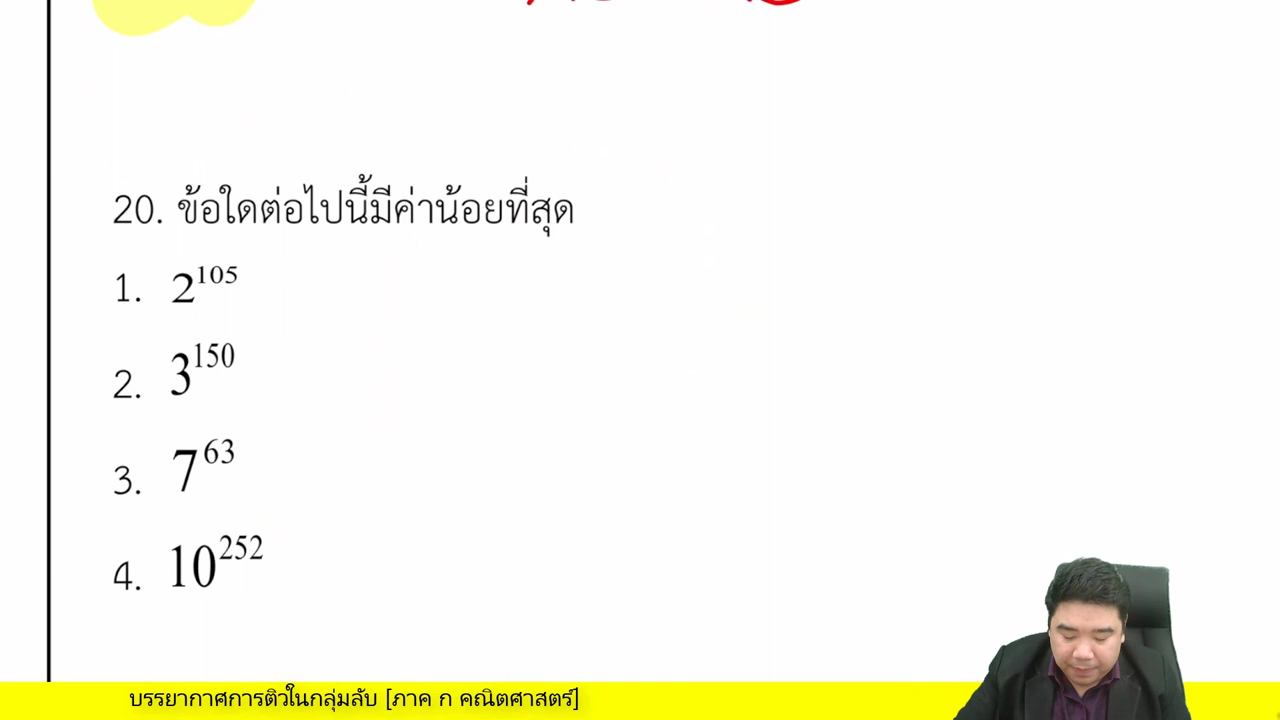 20. ข้อใดต่อไปนี้มีค่าน้อยที่สุด
1. 2^105
2. 3^150
3. 7^63
4. 10^252
บรรยากาศการติวในกลุ่มลับ [ภาค ก คณิตศาสตร์]